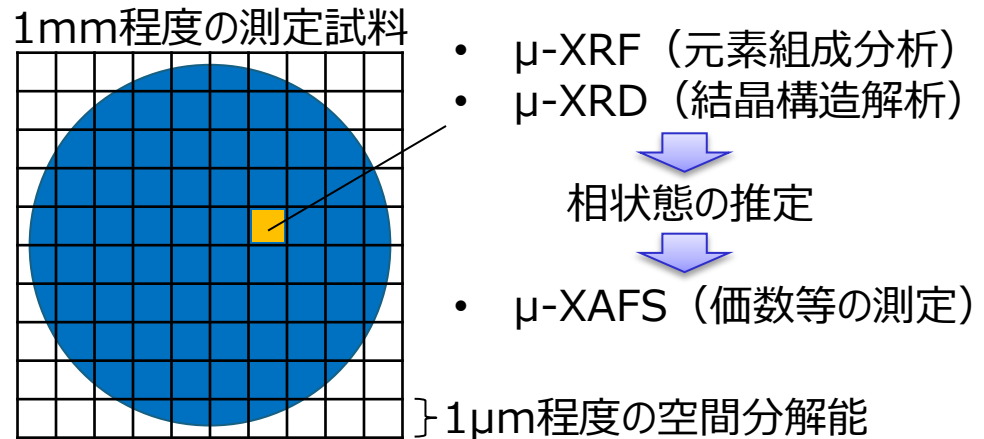 1mm程度の測定試料
• μ-XRF（元素組成分析）
• μ-XRD（結晶構造解析）
相状態の推定
• μ-XAFS（価数等の測定）
1μm程度の空間分解能